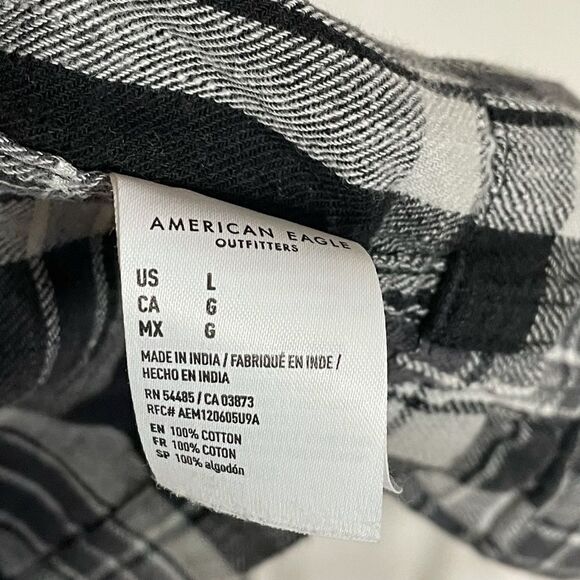 AMERICAN EAGLE
OUTFITTERS
US L
CA G
MX G
MADE IN INDIA / FABRIQUÉ EN INDE /
HECHO EN INDIA
RN 54485 / CA 03873
RFC# AEM120605U9A
EN 100% COTTON
FR 100% COTON
SP 100% algodón